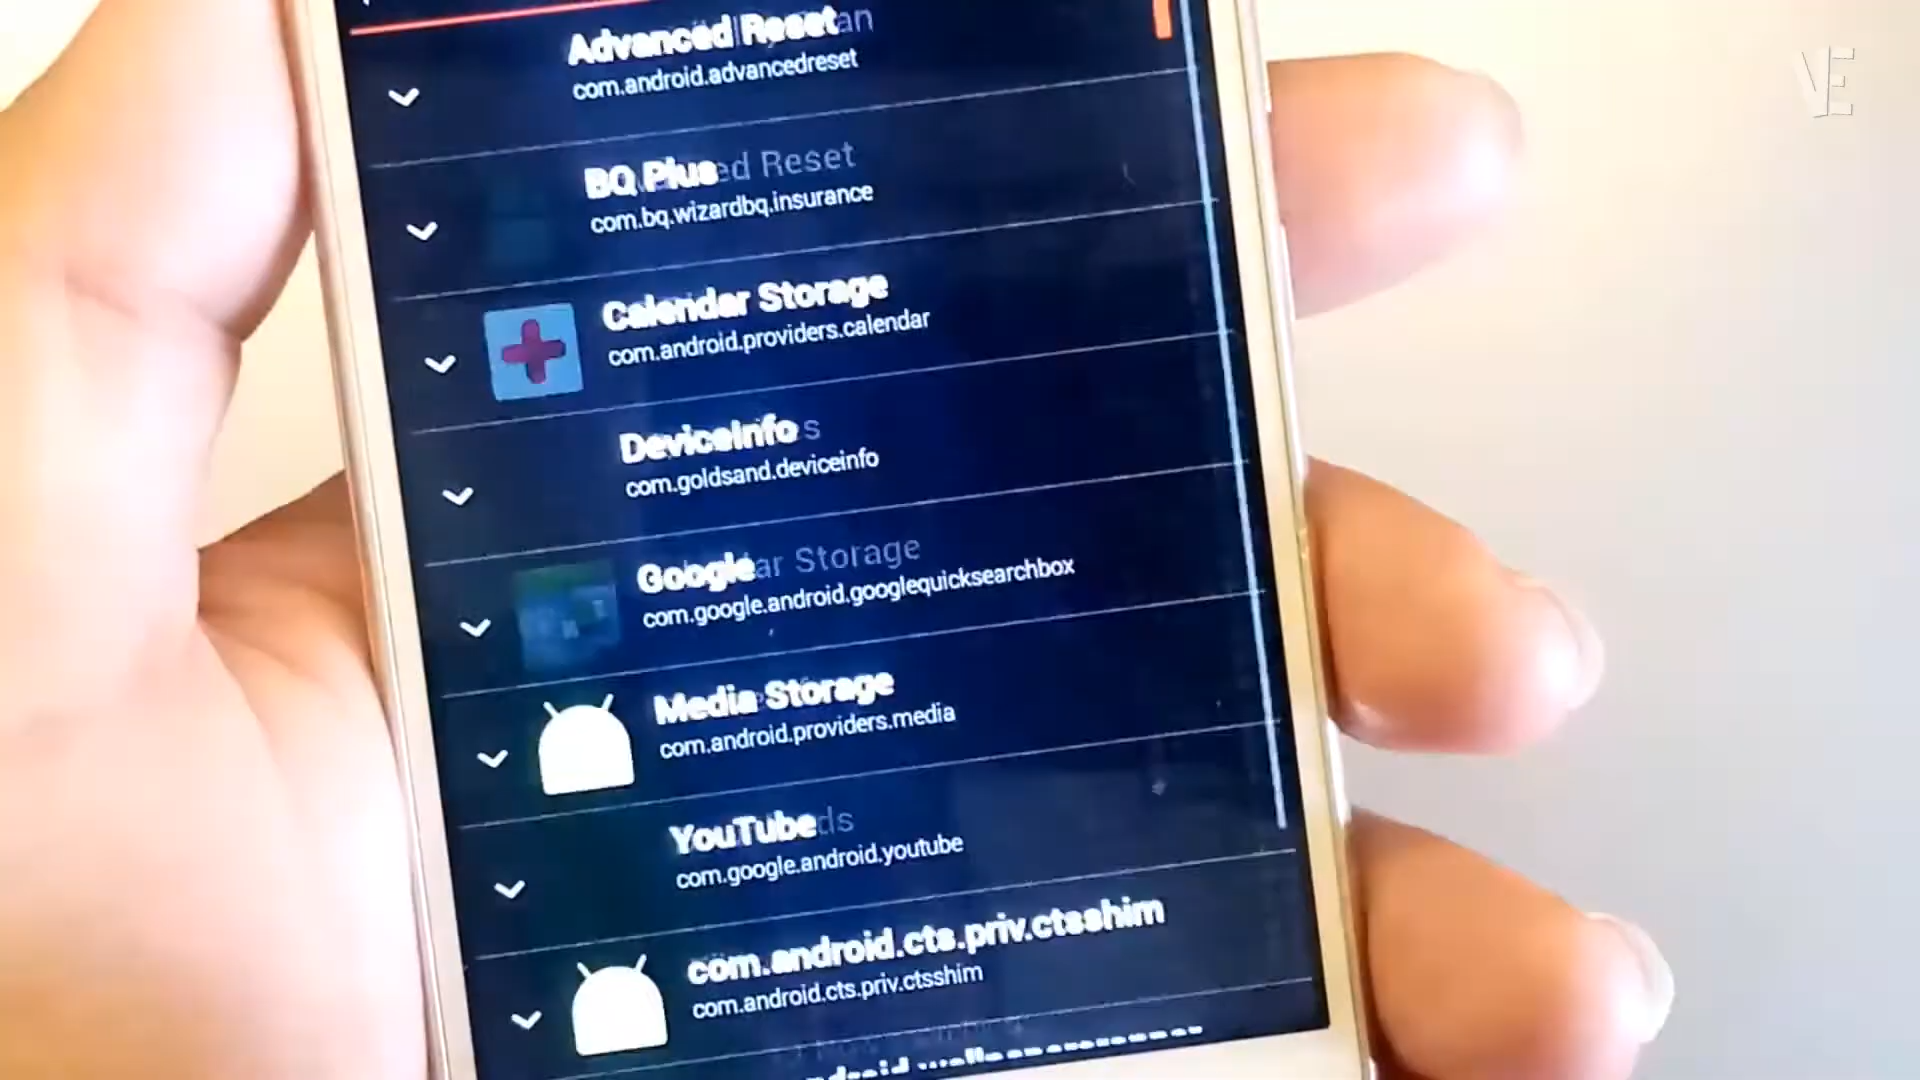 Advanced Reset
com.android.advancedreset
BQ Plus
com.bq.wizardbq.insurance
Calendar Storage
com.android.providers.calendar
DeviceInfo
com.goldsand.deviceinfo
Google
com.google.android.googlequicksearchbox
Media Storage
com.android.providers.media
YouTube
com.google.android.youtube
com.android.cts.priv.ctsshim
com.android.cts.priv.ctsshim
VE